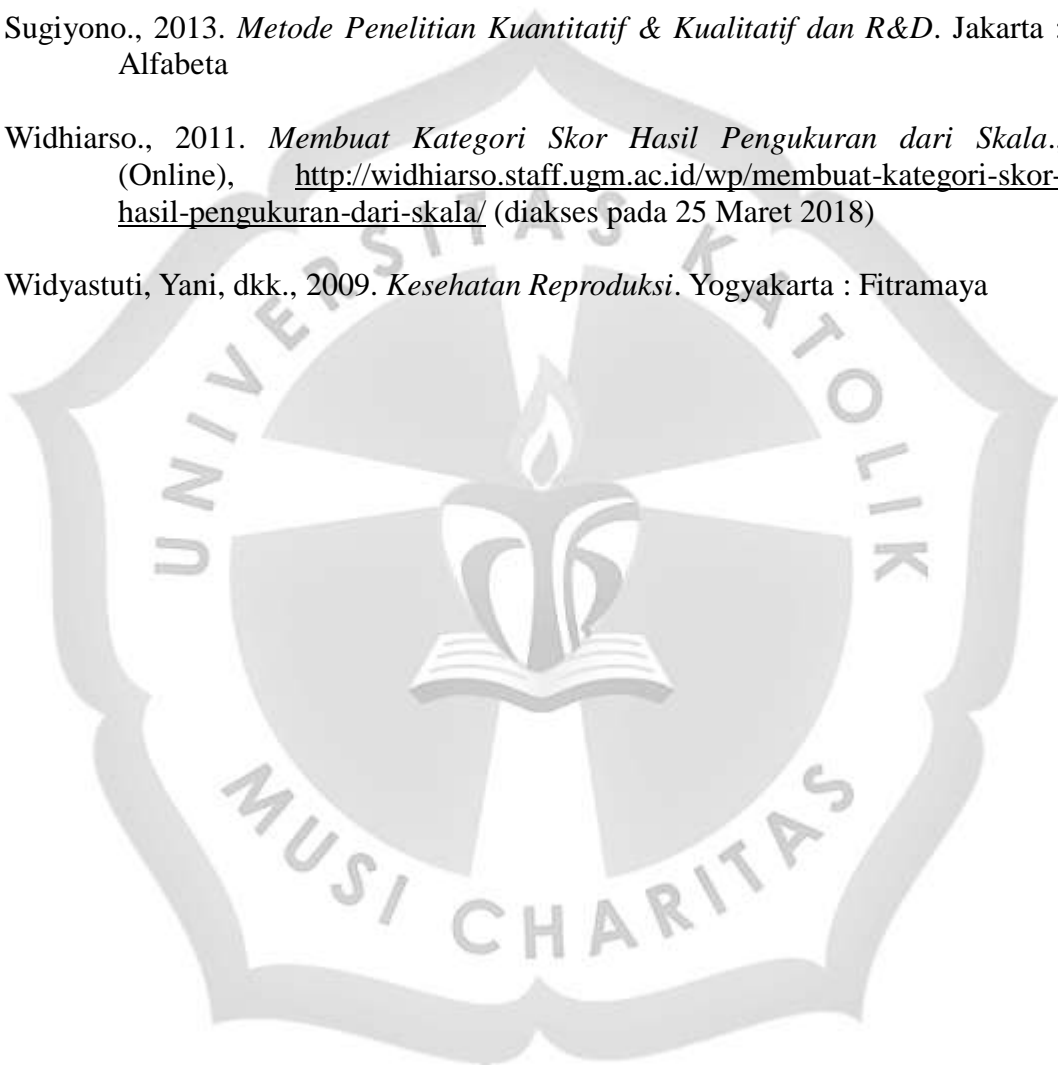 Sugiyono., 2013. Metode Penelitian Kuantitatif & Kualitatif dan R&D. Jakarta :
Alfabeta
Widhiarso., 2011. Membuat Kategori Skor Hasil Pengukuran dari Skala..
(Online), http://widhiarso.staff.ugm.ac.id/wp/membuat-kategori-skor-
hasil-pengukuran-dari-skala/ (diakses pada 25 Maret 2018)
Widyastuti, Yani, dkk., 2009. Kesehatan Reproduksi. Yogyakarta : Fitramaya
UNIVERSITAS KATOLIK
MUSI CHARITAS